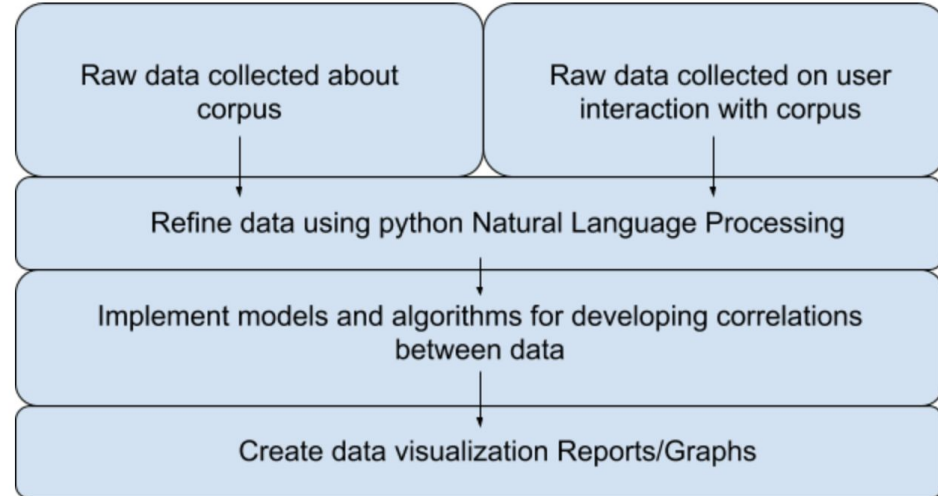 Raw data collected about
corpus
Raw data collected on user
interaction with corpus
Refine data using python Natural Language Processing
Implement models and algorithms for developing correlations
between data
Create data visualization Reports/Graphs